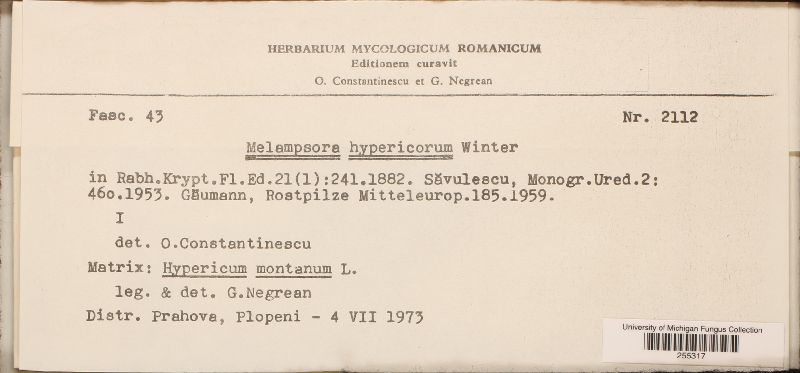 HERBARIUM MYCOLOGICUM ROMANICUM
Editionem curavit
O. Constantinescu et G. Negrean
Fasc. 43 Nr. 2112
Melampsora hypericorum Winter
in Rabh.Krypt.Fl.Ed.21(1):241.1882. Săvulescu, Monogr.Ured.2:
46o.1953. Găumann, Rostpilze Mitteleurop.185.1959.
I
det. O.Constantinescu
Matrix: Hypericum montanum L.
leg. & det. G.Negrean
Distr. Prahova, Plopeni - 4 VII 1973
University of Michigan Fungus Collection
255317